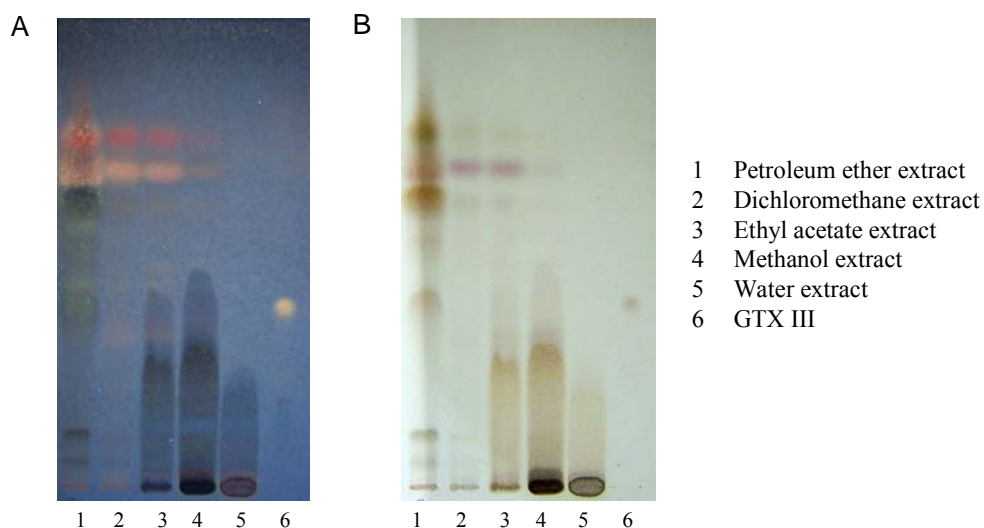 A
B
1 Petroleum ether extract
2 Dichloromethane extract
3 Ethyl acetate extract
4 Methanol extract
5 Water extract
6 GTX III
1 2 3 4 5 6
1 2 3 4 5 6